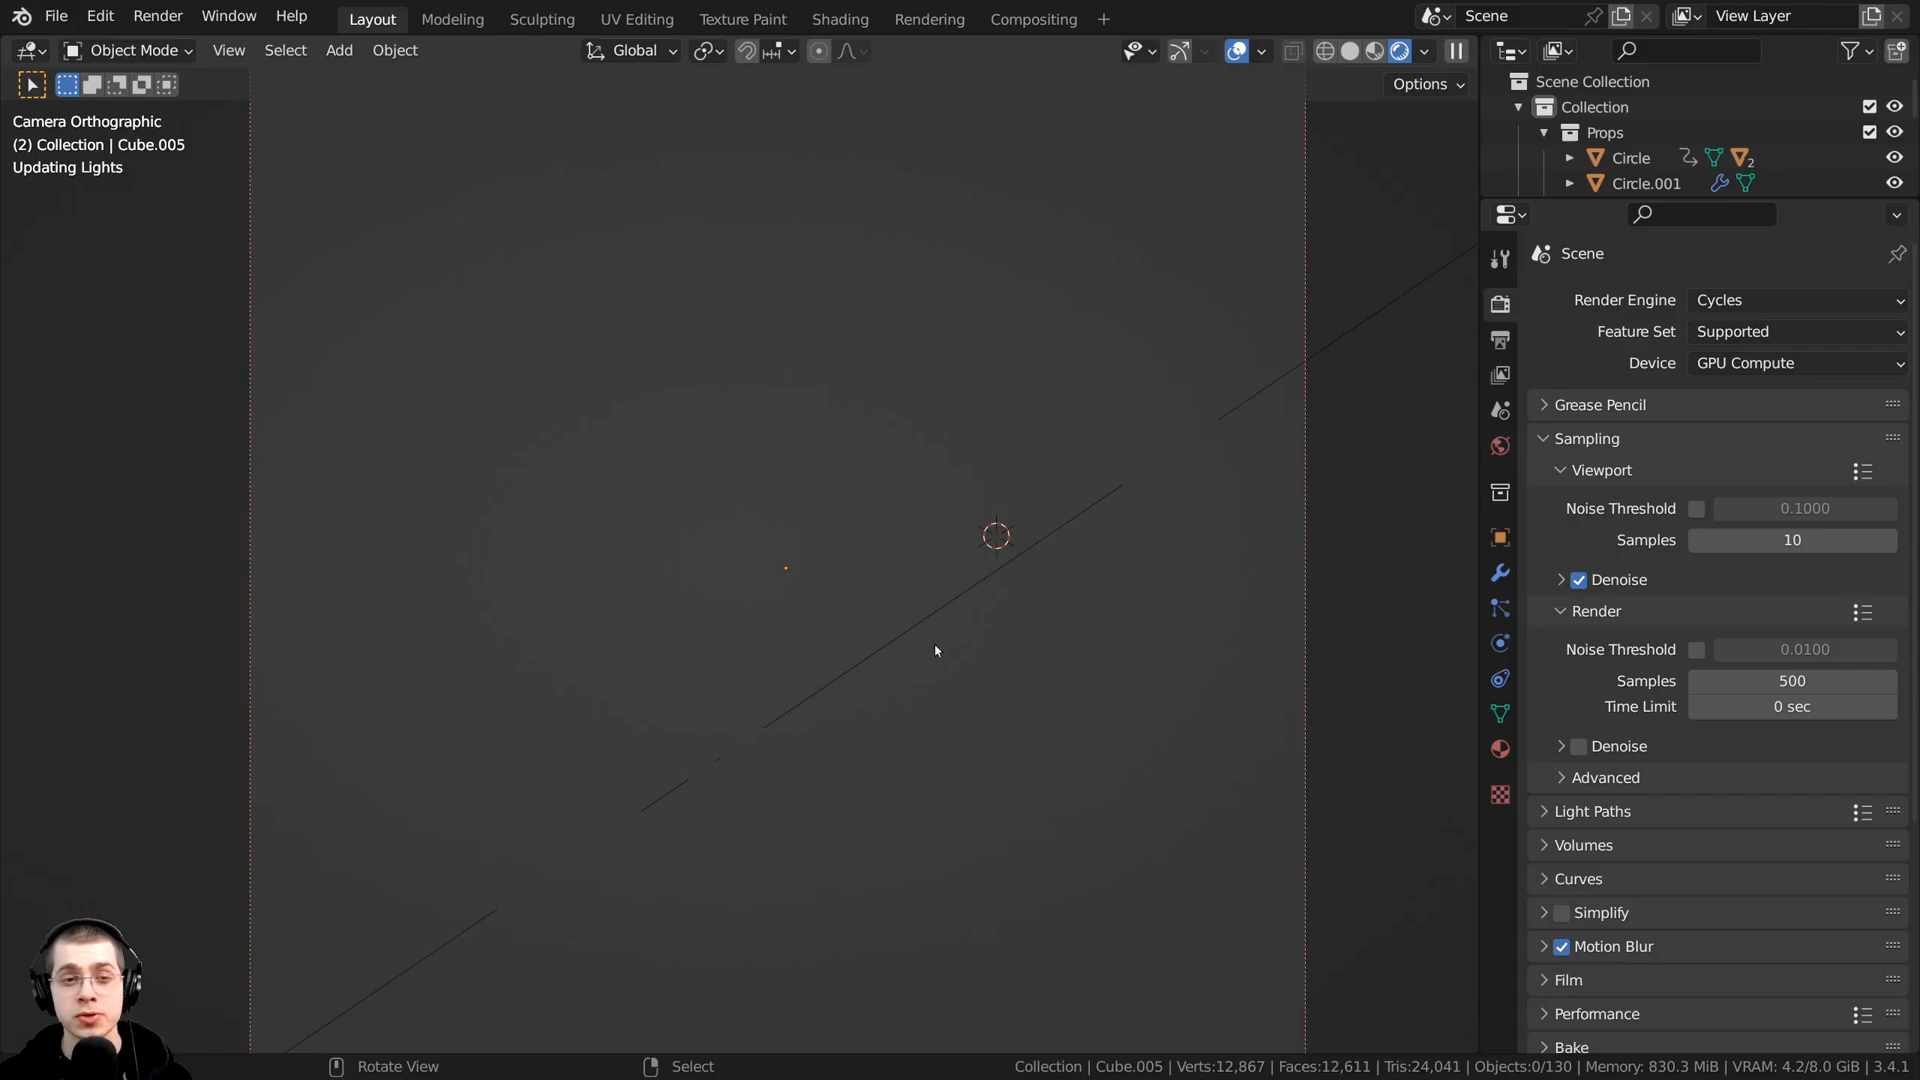 File Edit Render Window Help
Layout Modeling Sculpting UV Editing Texture Paint Shading Animation Rendering Compositing
Scene
View Layer
Object Mode View Select Add Object
Global
Options
Camera Orthographic
(2) Collection | Cube.005
Updating Lights
Scene Collection
Collection
Props
Circle
2
Circle.001
Scene
Render Engine Cycles
Feature Set Supported
Device GPU Compute
Grease Pencil
Sampling
Viewport
Noise Threshold 0.1000
Samples 10
Denoise
Render
Noise Threshold 0.0100
Samples 500
Time Limit 0 sec
Denoise
Advanced
Light Paths
Volumes
Curves
Simplify
Motion Blur
Film
Performance
Bake
Rotate View
Select
Collection | Cube.005 | Verts:12,867 | Faces:12,611 | Tris:24,041 | Objects:0/130 | Memory: 830.3 MiB | VRAM: 4.2/8.0 GiB | 3.4.1